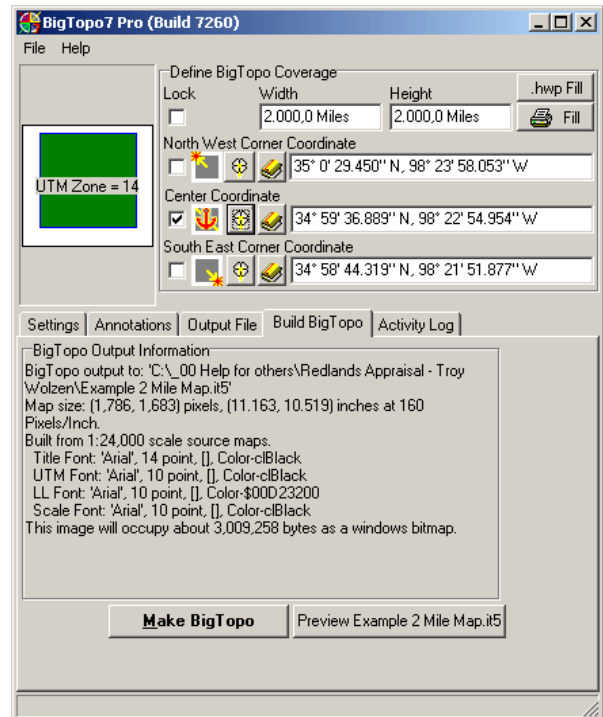 BigTopo7 Pro (Build 7260)
File Help
Define BigTopo Coverage
Lock Width Height .hwp Fill
2.000,0 Miles 2.000,0 Miles Fill
North West Corner Coordinate
35° 0' 29.450'' N, 98° 23' 58.053'' W
UTM Zone = 14
Center Coordinate
34° 59' 36.889'' N, 98° 22' 54.954'' W
South East Corner Coordinate
34° 58' 44.319'' N, 98° 21' 51.877'' W
Settings Annotations Output File Build BigTopo Activity Log
BigTopo Output Information
BigTopo output to: 'C:\_00 Help for others\Redlands Appraisal - Troy
Wolzen\Example 2 Mile Map.it5'
Map size: (1,786, 1,683) pixels, (11.163, 10.519) inches at 160
Pixels/Inch.
Built from 1:24,000 scale source maps.
Title Font: 'Arial', 14 point, [], Color-clBlack
UTM Font: 'Arial', 10 point, [], Color-clBlack
LL Font: 'Arial', 10 point, [], Color-$00D23200
Scale Font: 'Arial', 10 point, [], Color-clBlack
This image will occupy about 3,009,258 bytes as a windows bitmap.
Make BigTopo Preview Example 2 Mile Map.it5